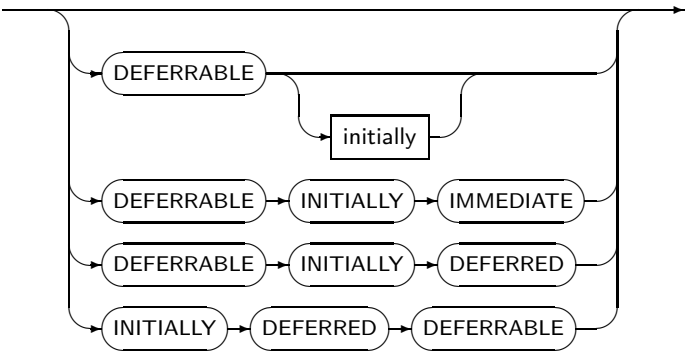 DEFERRABLE
initially
DEFERRABLE INITIALLY IMMEDIATE
DEFERRABLE INITIALLY DEFERRED
INITIALLY DEFERRED DEFERRABLE